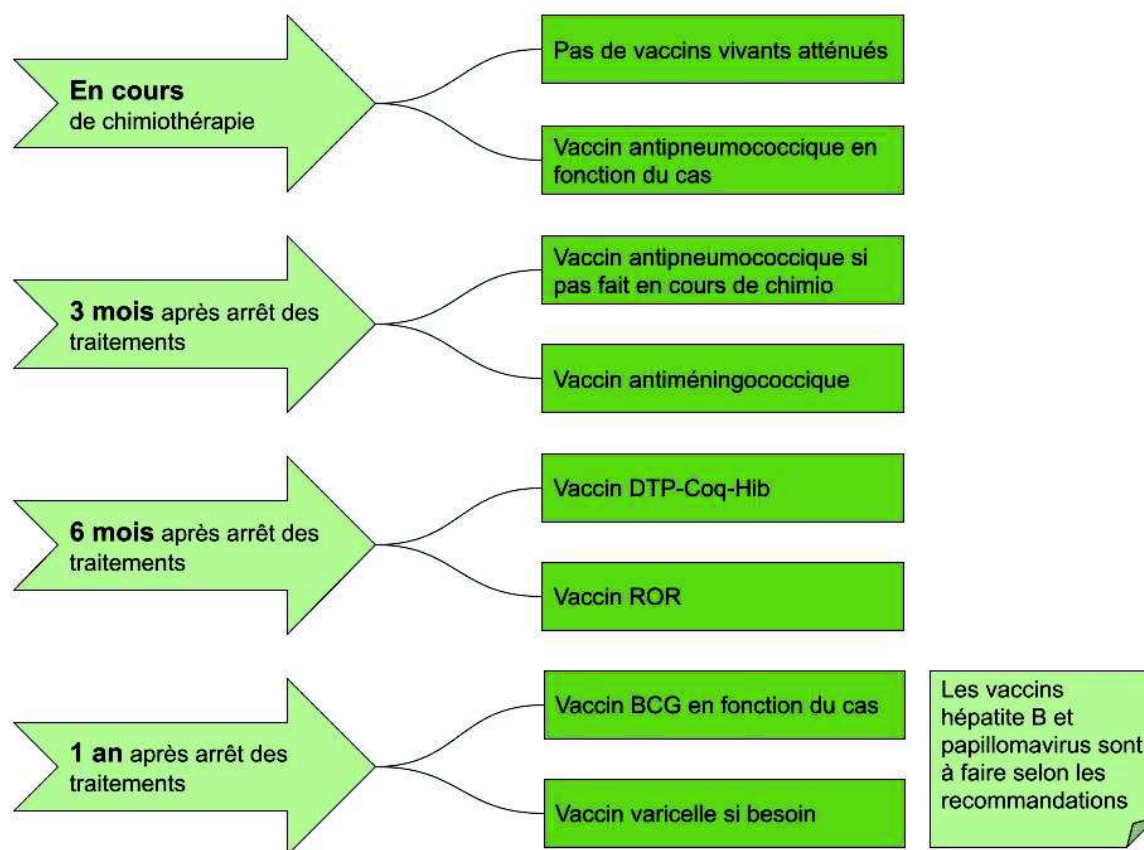 En cours
de chimiothérapie
Pas de vaccins vivants atténués
Vaccin antipneumococcique en
fonction du cas
3 mois après arrêt des
traitements
Vaccin antipneumococcique si
pas fait en cours de chimio
Vaccin antiméningococcique
6 mois après arrêt des
traitements
Vaccin DTP-Coq-Hib
Vaccin ROR
1 an après arrêt des
traitements
Vaccin BCG en fonction du cas
Vaccin varicelle si besoin
Les vaccins
hépatite B et
papillomavirus sont
à faire selon les
recommandations